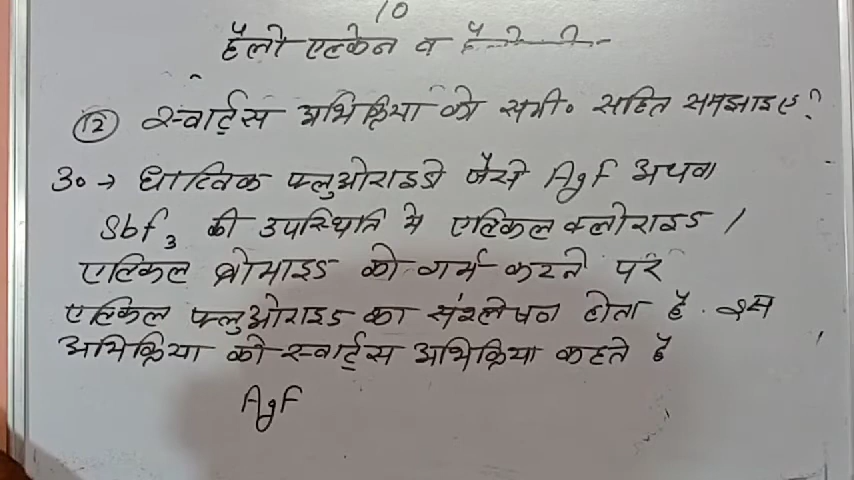 10
हैलो एल्केन व
(12) स्वार्ट्स अभिक्रिया को समी० सहित समझाइए?
उ० → धात्विक फ्लुओराइडो जैसे AgF अथवा
SbF₃ की उपस्थिति मे एल्किल क्लोराइड /
एल्किल ब्रोमाइड को गर्म करने पर
एल्किल फ्लुओराइड का संश्लेषण होता है. इस
अभिक्रिया को स्वार्ट्स अभिक्रिया कहते है
AgF